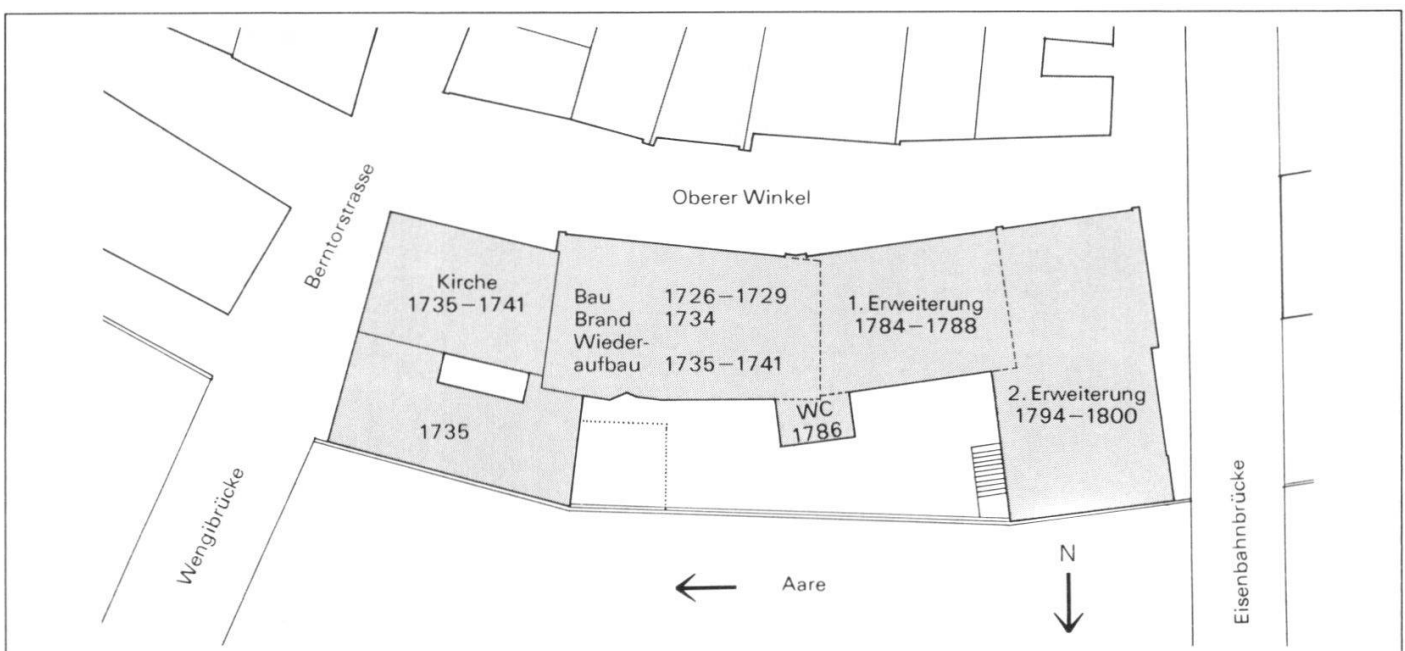 Oberer Winkel
Berntorstrasse
Kirche
1735–1741
Bau 1726–1729
Brand 1734
Wieder-
aufbau 1735–1741
1. Erweiterung
1784–1788
2. Erweiterung
1794–1800
WC
1786
1735
Wengibrücke
Eisenbahnbrücke
N
Aare